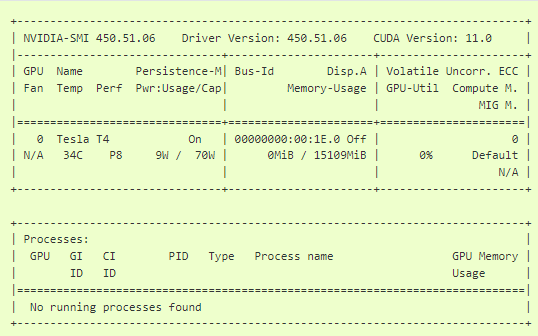 +-----------------------------------------------------------------------------+
| NVIDIA-SMI 450.51.06    Driver Version: 450.51.06    CUDA Version: 11.0     |
|-------------------------------+----------------------+----------------------+
| GPU  Name        Persistence-M| Bus-Id        Disp.A | Volatile Uncorr. ECC |
| Fan  Temp  Perf  Pwr:Usage/Cap|         Memory-Usage | GPU-Util  Compute M. |
|                               |                      |               MIG M. |
|===============================+======================+======================|
|   0  Tesla T4            On   | 00000000:00:1E.0 Off |                    0 |
| N/A   34C    P8     9W /  70W |      0MiB / 15109MiB |      0%      Default |
|                               |                      |                  N/A |
+-------------------------------+----------------------+----------------------+

+-----------------------------------------------------------------------------+
| Processes:                                                                  |
|  GPU   GI   CI        PID   Type   Process name                  GPU Memory |
|        ID   ID                                                   Usage      |
|=============================================================================|
|  No running processes found                                                 |
+-----------------------------------------------------------------------------+